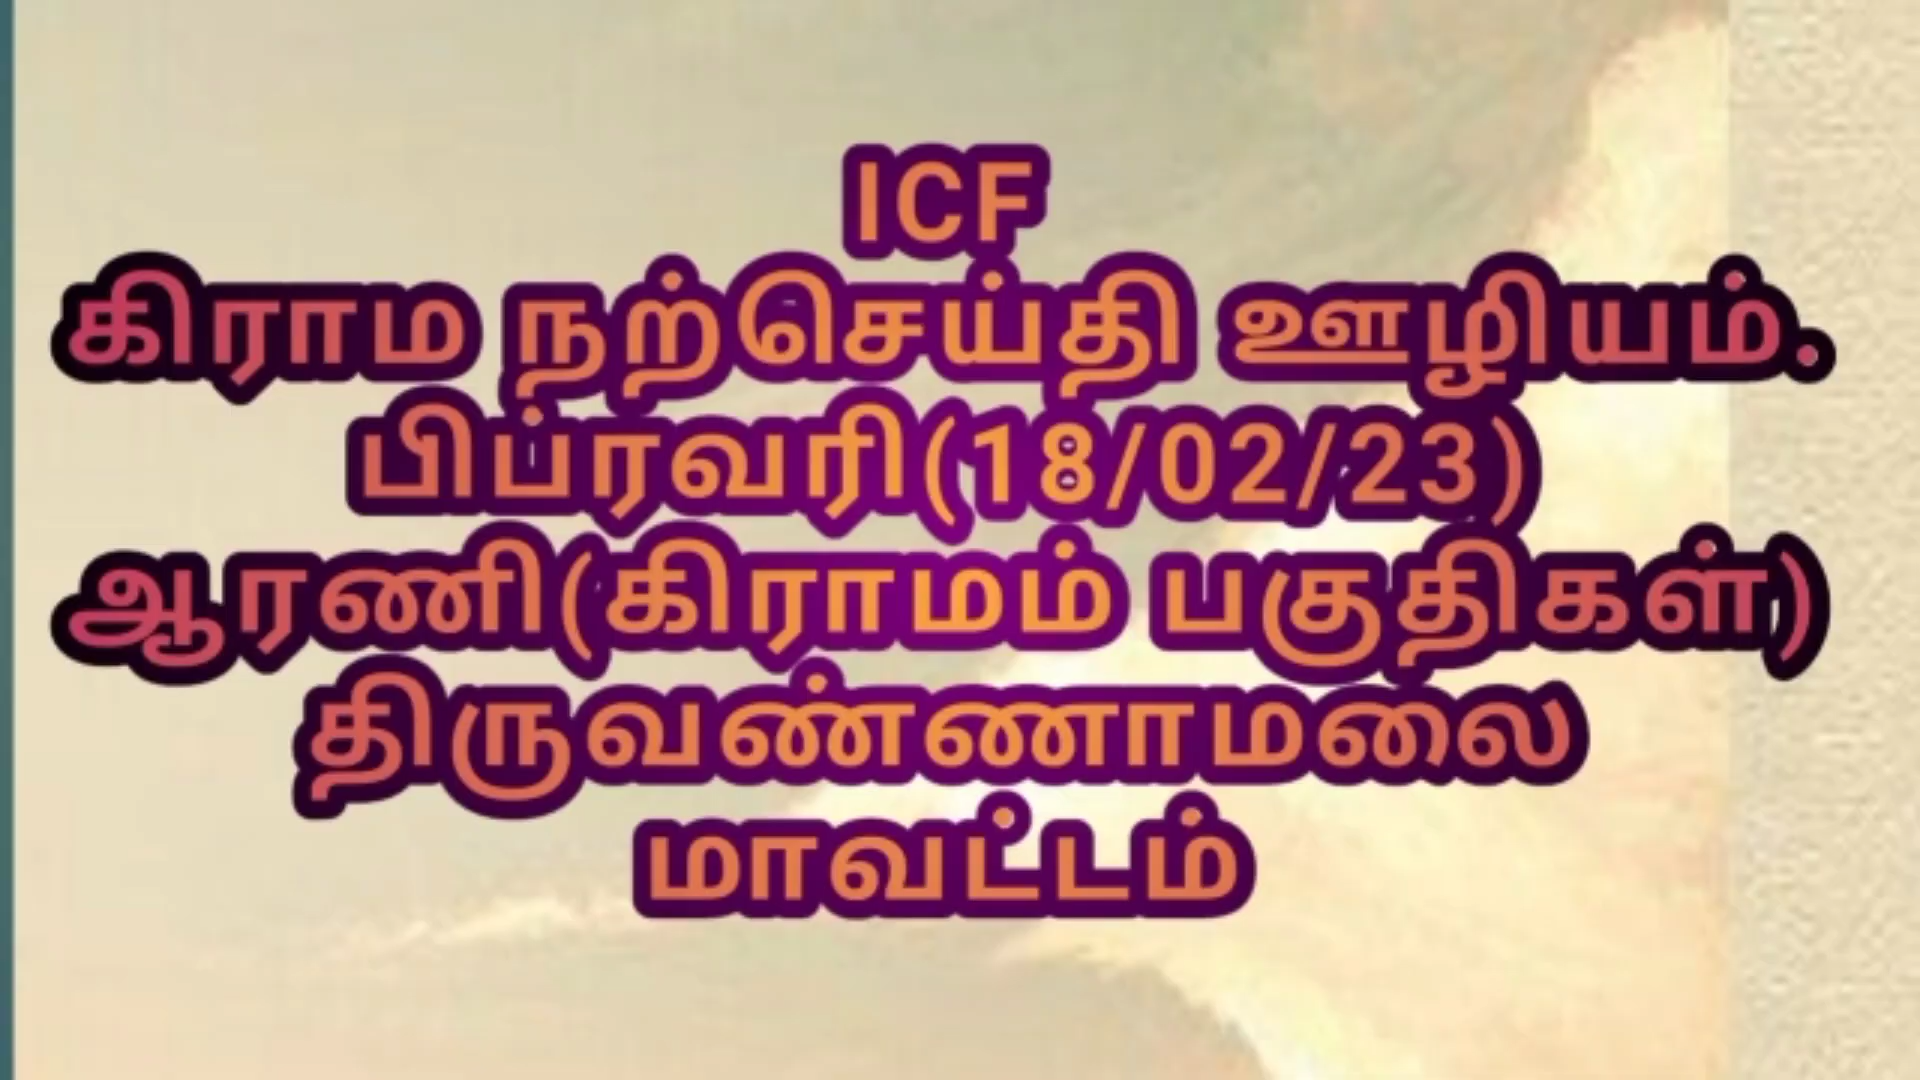 ICF
கிராம நற்செய்தி ஊழியம்.
பிப்ரவரி(18/02/23)
ஆரணி(கிராமம் பகுதிகள்)
திருவண்ணாமலை
மாவட்டம்